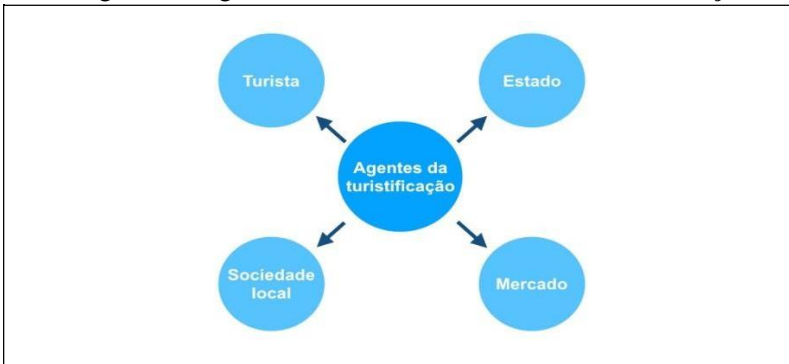 Turista
Estado
Agentes da
turistificação
Sociedade
local
Mercado